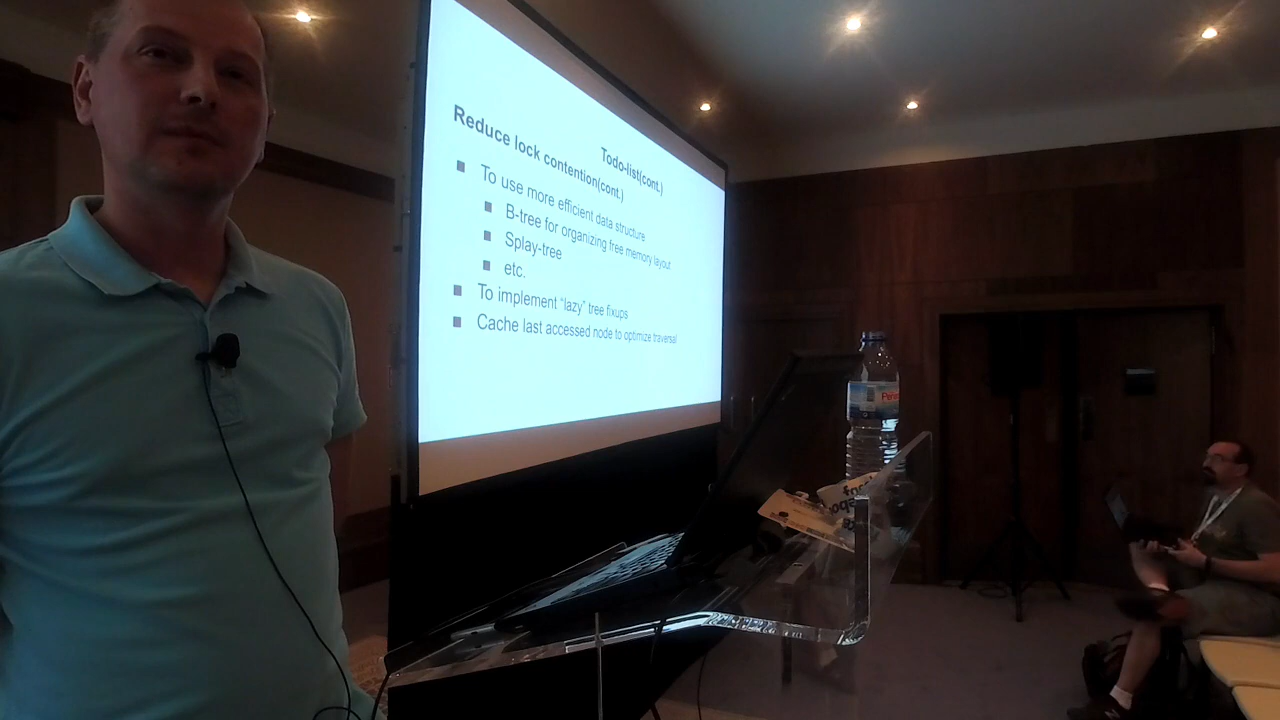 Todo-list(cont.)
Reduce lock contention(cont.)
■ To use more efficient data structure
■ B-tree for organizing free memory layout
■ Splay-tree
■ etc.
■ To implement "lazy" tree fixups
■ Cache last accessed node to optimize traversal